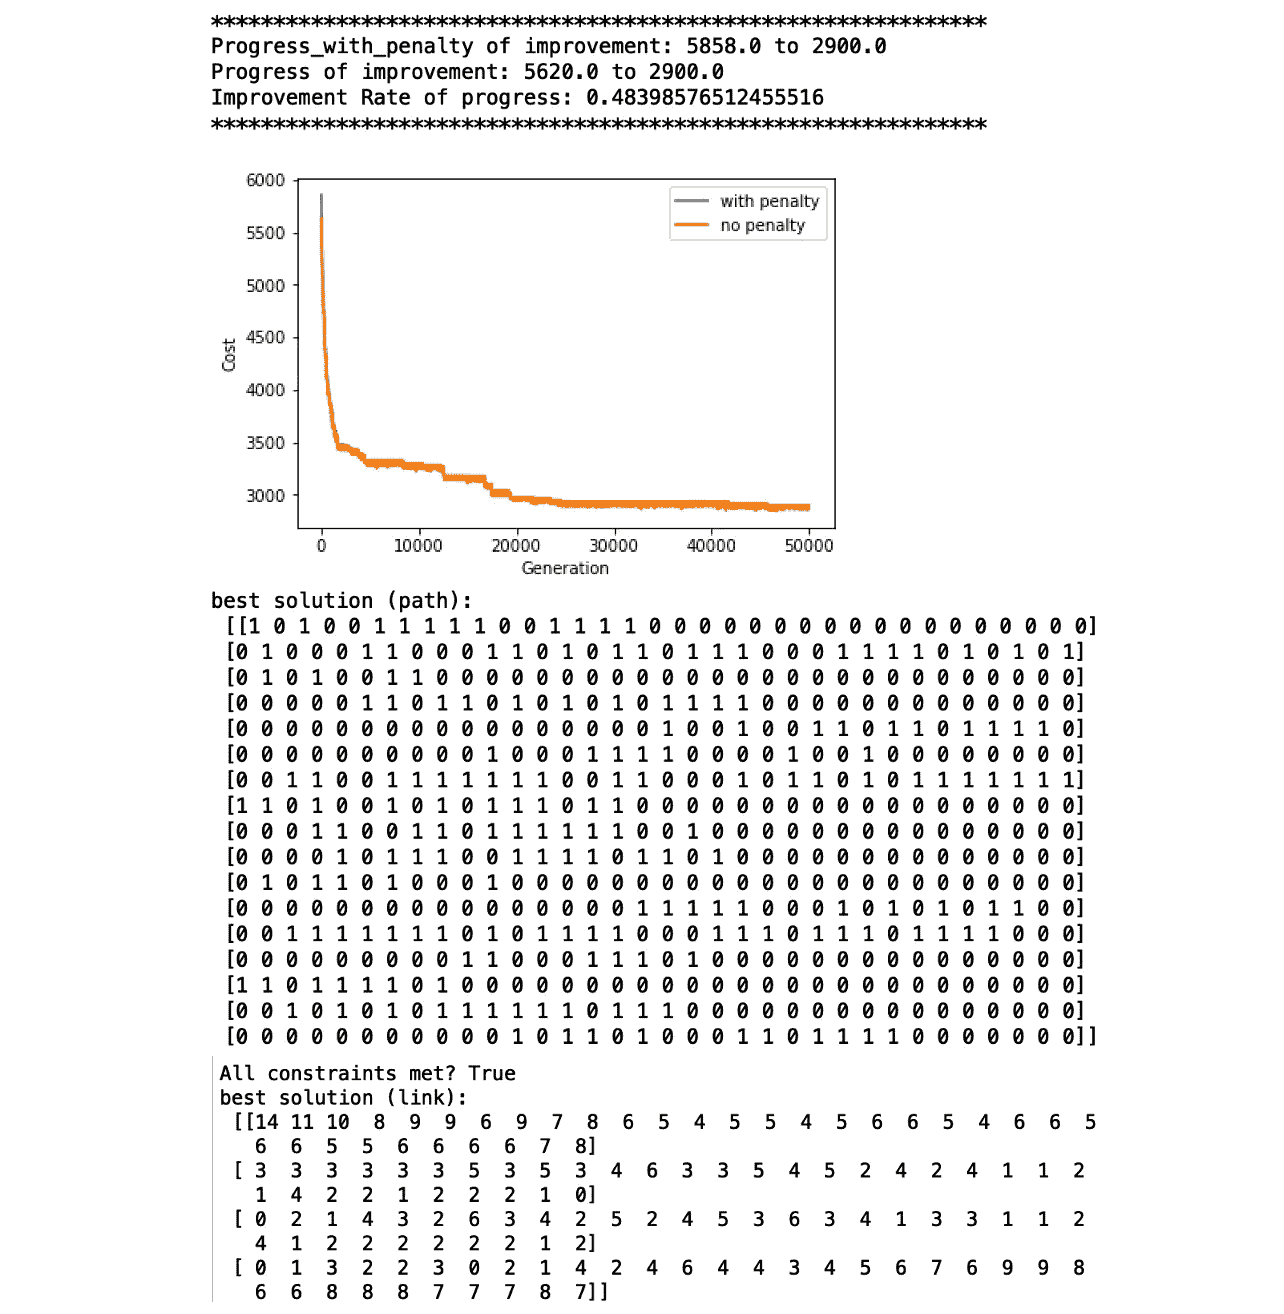 **************************************************************
Progress_with_penalty of improvement: 5858.0 to 2900.0
Progress of improvement: 5620.0 to 2900.0
Improvement Rate of progress: 0.48398576512455516
**************************************************************
6000
5500
5000
4500
4000
3500
3000
Cost
with penalty
no penalty
0 10000 20000 30000 40000 50000
Generation
best solution (path):
[[1 0 1 0 0 1 1 1 1 1 0 0 1 1 1 1 0 0 0 0 0 0 0 0 0 0 0 0 0 0 0 0 0 0]
[0 1 0 0 0 1 1 0 0 0 1 1 0 1 0 1 1 0 1 1 1 0 0 0 1 1 1 1 0 1 0 1 0 1]
[0 1 0 1 0 0 1 1 0 0 0 0 0 0 0 0 0 0 0 0 0 0 0 0 0 0 0 0 0 0 0 0 0 0]
[0 0 0 0 0 1 1 0 1 1 0 1 0 1 0 1 0 1 1 1 1 0 0 0 0 0 0 0 0 0 0 0 0 0]
[0 0 0 0 0 0 0 0 0 0 0 0 0 0 0 0 0 1 0 0 1 0 0 1 1 0 1 1 0 1 1 1 1 0]
[0 0 0 0 0 0 0 0 0 0 1 0 0 0 1 1 1 1 0 0 0 0 1 0 0 1 0 0 0 0 0 0 0 0]
[0 0 1 1 0 0 1 1 1 1 1 1 1 0 0 1 1 0 0 0 1 0 1 1 0 1 0 1 1 1 1 1 1 1]
[1 1 0 1 0 0 1 0 1 0 1 1 1 0 1 1 0 0 0 0 0 0 0 0 0 0 0 0 0 0 0 0 0 0]
[0 0 0 1 1 0 0 1 1 0 1 1 1 1 1 1 0 0 1 0 0 0 0 0 0 0 0 0 0 0 0 0 0 0]
[0 0 0 0 1 0 1 1 1 0 0 1 1 1 1 0 1 1 0 1 0 0 0 0 0 0 0 0 0 0 0 0 0 0]
[0 1 0 1 1 0 1 0 0 0 1 0 0 0 0 0 0 0 0 0 0 0 0 0 0 0 0 0 0 0 0 0 0 0]
[0 0 0 0 0 0 0 0 0 0 0 0 0 0 0 0 1 1 1 1 1 0 0 0 1 0 1 0 1 0 1 1 0 0]
[0 0 1 1 1 1 1 1 1 0 1 0 1 1 1 1 0 0 0 1 1 1 0 1 1 1 0 1 1 1 1 0 0 0]
[0 0 0 0 0 0 0 0 0 1 1 0 0 0 1 1 1 0 1 0 0 0 0 0 0 0 0 0 0 0 0 0 0 0]
[1 1 0 1 1 1 1 0 1 0 0 0 0 0 0 0 0 0 0 0 0 0 0 0 0 0 0 0 0 0 0 0 0 0]
[0 0 1 0 1 0 1 0 1 1 1 1 1 1 0 1 1 1 0 0 0 0 0 0 0 0 0 0 0 0 0 0 0 0]
[0 0 0 0 0 0 0 0 0 0 0 1 0 1 1 0 1 0 0 0 1 1 0 1 1 1 1 0 0 0 0 0 0 0]]
All constraints met? True
best solution (link):
[[14 11 10 8 9 9 6 9 7 8 6 5 4 5 5 4 5 6 6 5 4 6 6 5
6 6 5 5 6 6 6 6 7 8]
[ 3 3 3 3 3 3 5 3 5 3 4 6 3 3 5 4 5 2 4 2 4 1 1 2
1 4 2 2 1 2 2 2 1 0]
[ 0 2 1 4 3 2 6 3 4 2 5 2 4 5 3 6 3 4 1 3 3 1 1 2
4 1 2 2 2 2 2 2 1 2]
[ 0 1 3 2 2 3 0 2 1 4 2 4 6 4 4 3 4 5 6 7 6 9 9 8
6 6 8 8 8 7 7 7 8 7]]